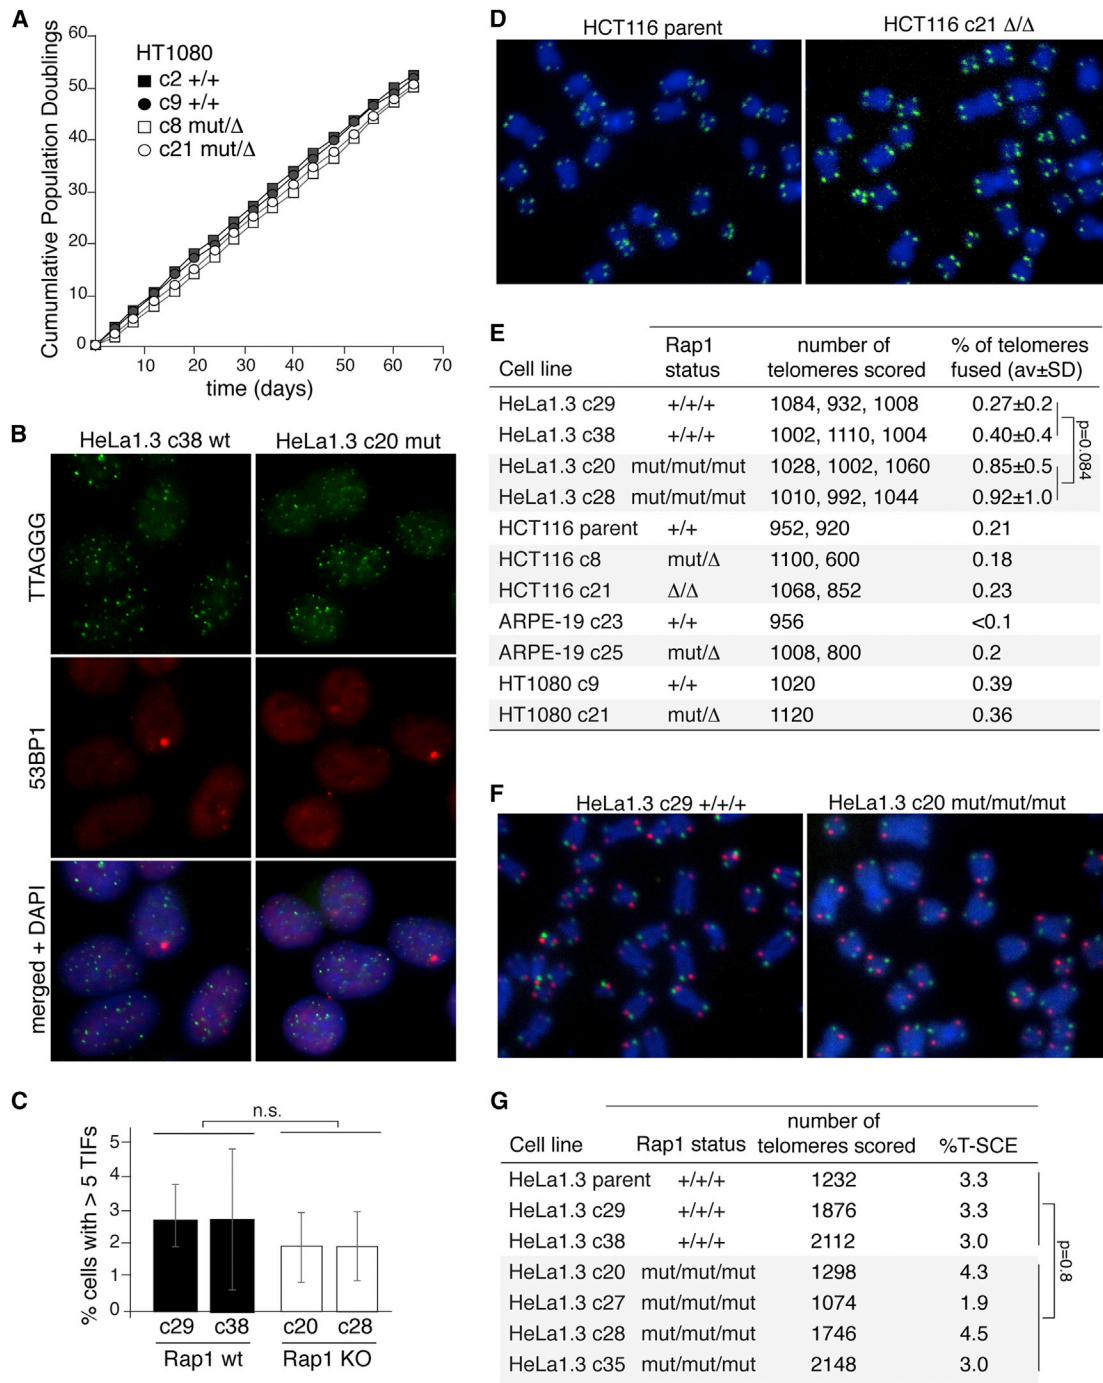 A
HT1080
c2 +/+
c9 +/+
c8 mut/Δ
c21 mut/Δ
Cumumlative Population Doublings
60
50
40
30
20
10
0
10 20 30 40 50 60 70
time (days)
B
HeLa1.3 c38 wt HeLa1.3 c20 mut
TTAGGG
53BP1
merged + DAPI
C
n.s.
% cells with > 5 TIFs
5
4
3
2
1
0
c29 c38 c20 c28
Rap1 wt Rap1 KO
D
HCT116 parent HCT116 c21 Δ/Δ
E
Cell line Rap1 status number of telomeres scored % of telomeres fused (av±SD)
HeLa1.3 c29 +/+/+ 1084, 932, 1008 0.27±0.2
HeLa1.3 c38 +/+/+ 1002, 1110, 1004 0.40±0.4
HeLa1.3 c20 mut/mut/mut 1028, 1002, 1060 0.85±0.5
HeLa1.3 c28 mut/mut/mut 1010, 992, 1044 0.92±1.0
p=0.084
HCT116 parent +/+ 952, 920 0.21
HCT116 c8 mut/Δ 1100, 600 0.18
HCT116 c21 Δ/Δ 1068, 852 0.23
ARPE-19 c23 +/+ 956 <0.1
ARPE-19 c25 mut/Δ 1008, 800 0.2
HT1080 c9 +/+ 1020 0.39
HT1080 c21 mut/Δ 1120 0.36
F
HeLa1.3 c29 +/+/+ HeLa1.3 c20 mut/mut/mut
G
Cell line Rap1 status number of telomeres scored %T-SCE
HeLa1.3 parent +/+/+ 1232 3.3
HeLa1.3 c29 +/+/+ 1876 3.3
HeLa1.3 c38 +/+/+ 2112 3.0
HeLa1.3 c20 mut/mut/mut 1298 4.3
HeLa1.3 c27 mut/mut/mut 1074 1.9
HeLa1.3 c28 mut/mut/mut 1746 4.5
HeLa1.3 c35 mut/mut/mut 2148 3.0
p=0.8